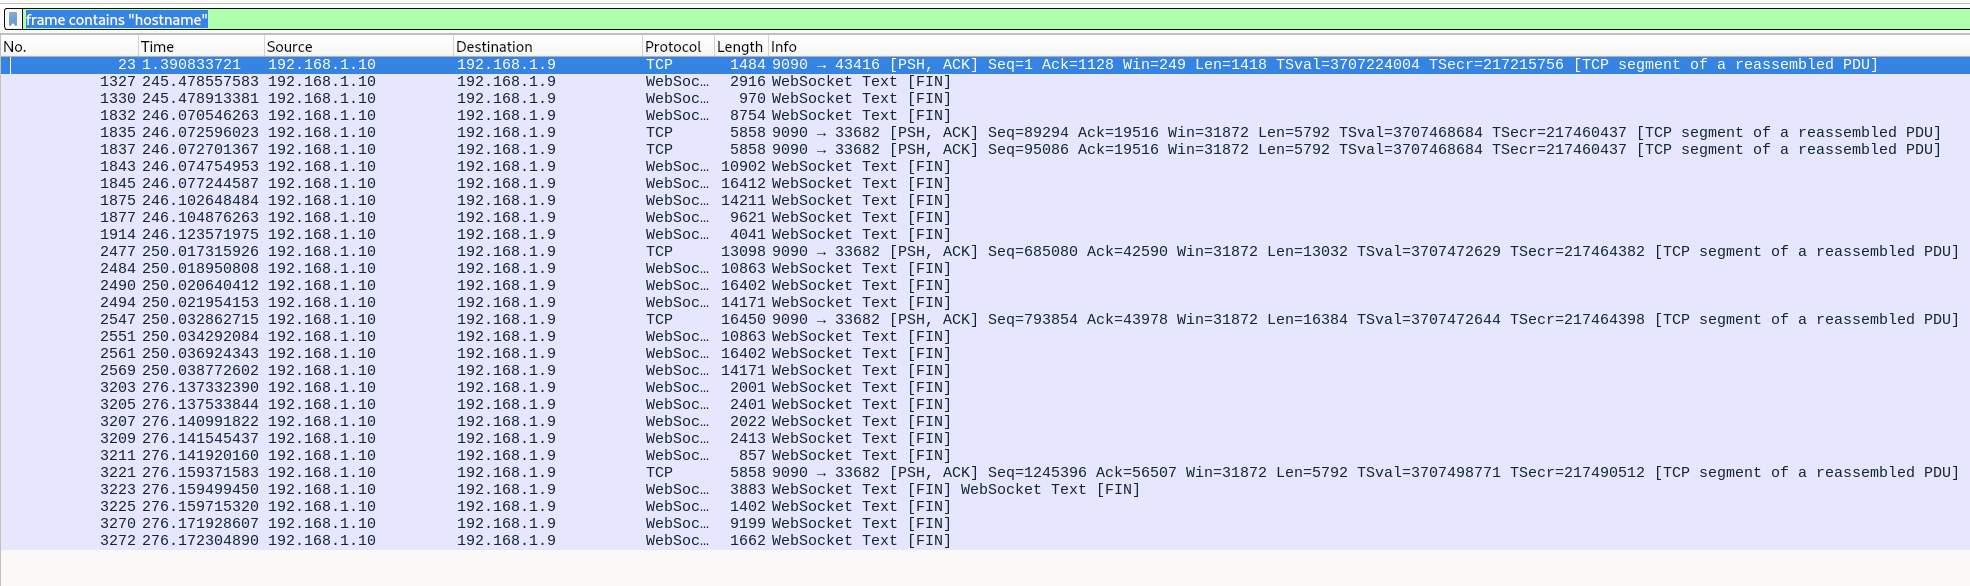 frame contains "hostname"
No. Time Source Destination Protocol Length Info
23 1.390833721 192.168.1.10 192.168.1.9 TCP 1484 9090 → 43416 [PSH, ACK] Seq=1 Ack=1128 Win=249 Len=1418 TSval=3707224004 TSecr=217215756 [TCP segment of a reassembled PDU]
1327 245.478557583 192.168.1.10 192.168.1.9 WebSoc… 2916 WebSocket Text [FIN]
1330 245.478913381 192.168.1.10 192.168.1.9 WebSoc… 970 WebSocket Text [FIN]
1832 246.070546263 192.168.1.10 192.168.1.9 WebSoc… 8754 WebSocket Text [FIN]
1835 246.072596023 192.168.1.10 192.168.1.9 TCP 5858 9090 → 33682 [PSH, ACK] Seq=89294 Ack=19516 Win=31872 Len=5792 TSval=3707468684 TSecr=217460437 [TCP segment of a reassembled PDU]
1837 246.072701367 192.168.1.10 192.168.1.9 TCP 5858 9090 → 33682 [PSH, ACK] Seq=95086 Ack=19516 Win=31872 Len=5792 TSval=3707468684 TSecr=217460437 [TCP segment of a reassembled PDU]
1843 246.074754953 192.168.1.10 192.168.1.9 WebSoc… 10902 WebSocket Text [FIN]
1845 246.077244587 192.168.1.10 192.168.1.9 WebSoc… 16412 WebSocket Text [FIN]
1875 246.102648484 192.168.1.10 192.168.1.9 WebSoc… 14211 WebSocket Text [FIN]
1877 246.104876263 192.168.1.10 192.168.1.9 WebSoc… 9621 WebSocket Text [FIN]
1914 246.123571975 192.168.1.10 192.168.1.9 WebSoc… 4041 WebSocket Text [FIN]
2477 250.017315926 192.168.1.10 192.168.1.9 TCP 13098 9090 → 33682 [PSH, ACK] Seq=685080 Ack=42590 Win=31872 Len=13032 TSval=3707472629 TSecr=217464382 [TCP segment of a reassembled PDU]
2484 250.018950808 192.168.1.10 192.168.1.9 WebSoc… 10863 WebSocket Text [FIN]
2490 250.020640412 192.168.1.10 192.168.1.9 WebSoc… 16402 WebSocket Text [FIN]
2494 250.021954153 192.168.1.10 192.168.1.9 WebSoc… 14171 WebSocket Text [FIN]
2547 250.032862715 192.168.1.10 192.168.1.9 TCP 16450 9090 → 33682 [PSH, ACK] Seq=793854 Ack=43978 Win=31872 Len=16384 TSval=3707472644 TSecr=217464398 [TCP segment of a reassembled PDU]
2551 250.034292084 192.168.1.10 192.168.1.9 WebSoc… 10863 WebSocket Text [FIN]
2561 250.036924343 192.168.1.10 192.168.1.9 WebSoc… 16402 WebSocket Text [FIN]
2569 250.038772602 192.168.1.10 192.168.1.9 WebSoc… 14171 WebSocket Text [FIN]
3203 276.137332390 192.168.1.10 192.168.1.9 WebSoc… 2001 WebSocket Text [FIN]
3205 276.137533844 192.168.1.10 192.168.1.9 WebSoc… 2401 WebSocket Text [FIN]
3207 276.140991822 192.168.1.10 192.168.1.9 WebSoc… 2022 WebSocket Text [FIN]
3209 276.141545437 192.168.1.10 192.168.1.9 WebSoc… 2413 WebSocket Text [FIN]
3211 276.141920160 192.168.1.10 192.168.1.9 WebSoc… 857 WebSocket Text [FIN]
3221 276.159371583 192.168.1.10 192.168.1.9 TCP 5858 9090 → 33682 [PSH, ACK] Seq=1245396 Ack=56507 Win=31872 Len=5792 TSval=3707498771 TSecr=217490512 [TCP segment of a reassembled PDU]
3223 276.159499450 192.168.1.10 192.168.1.9 WebSoc… 3883 WebSocket Text [FIN] WebSocket Text [FIN]
3225 276.159715320 192.168.1.10 192.168.1.9 WebSoc… 1402 WebSocket Text [FIN]
3270 276.171928607 192.168.1.10 192.168.1.9 WebSoc… 9199 WebSocket Text [FIN]
3272 276.172304890 192.168.1.10 192.168.1.9 WebSoc… 1662 WebSocket Text [FIN]